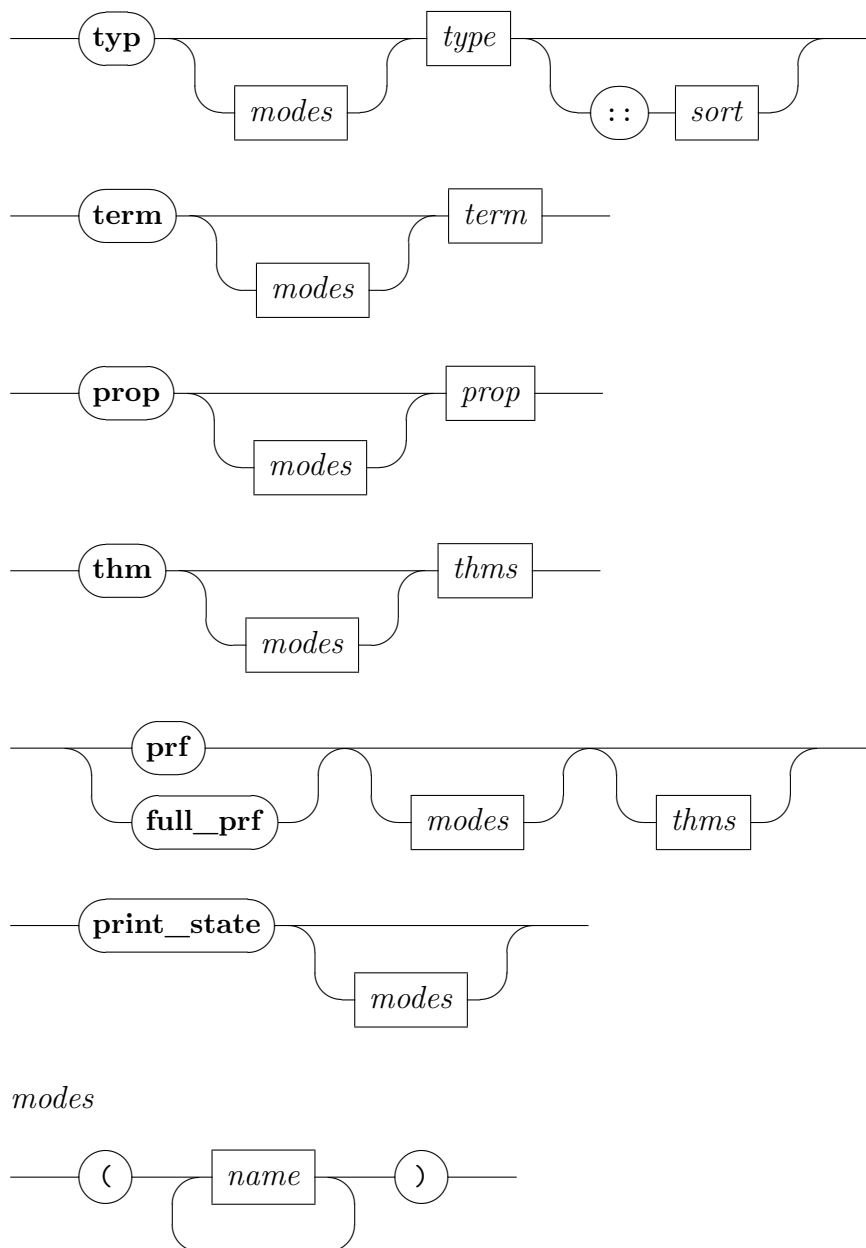 typ type
modes :: sort
term term
modes
prop prop
modes
thm thms
modes
prf
full_prf modes thms
print_state
modes
modes
( name )